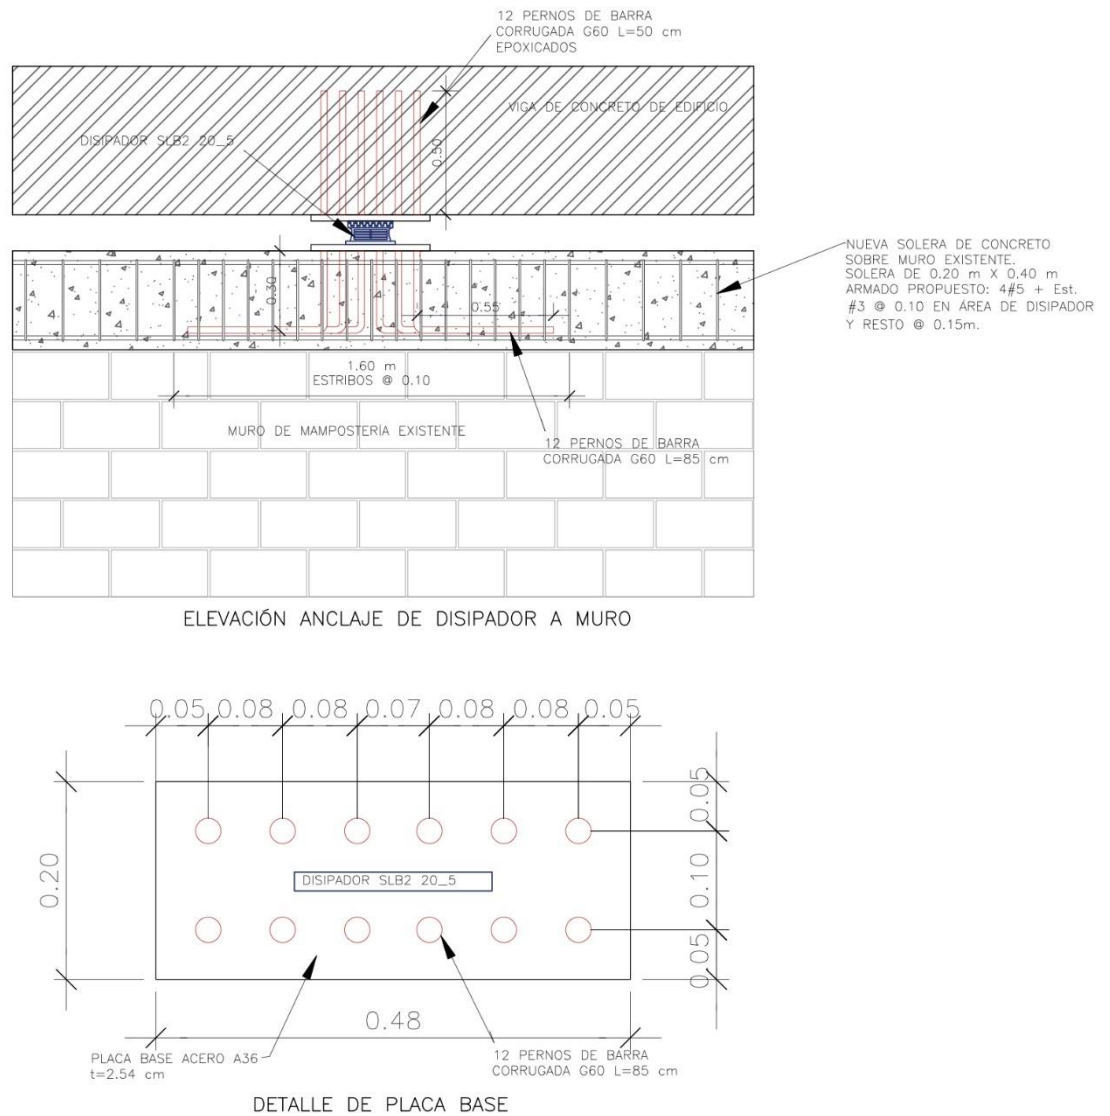 12 PERNOS DE BARRA
CORRUGADA G60 L=50 cm
EPOXICADOS
VIGA DE CONCRETO DE EDIFICIO
DISIPADOR SLB2 20_5
0.50
NUEVA SOLERA DE CONCRETO
SOBRE MURO EXISTENTE.
SOLERA DE 0.20 m X 0.40 m
ARMADO PROPUESTO: 4#5 + Est.
#3 @ 0.10 EN ÁREA DE DISIPADOR
Y RESTO @ 0.15m.
0.30
0.55
1.60 m
ESTRIBOS @ 0.10
MURO DE MAMPOSTERÍA EXISTENTE
12 PERNOS DE BARRA
CORRUGADA G60 L=85 cm
ELEVACIÓN ANCLAJE DE DISIPADOR A MURO
0.05 0.08 0.08 0.07 0.08 0.08 0.05
0.05
0.20
DISIPADOR SLB2 20_5
0.10
0.05
0.48
PLACA BASE ACERO A36
t=2.54 cm
12 PERNOS DE BARRA
CORRUGADA G60 L=85 cm
DETALLE DE PLACA BASE